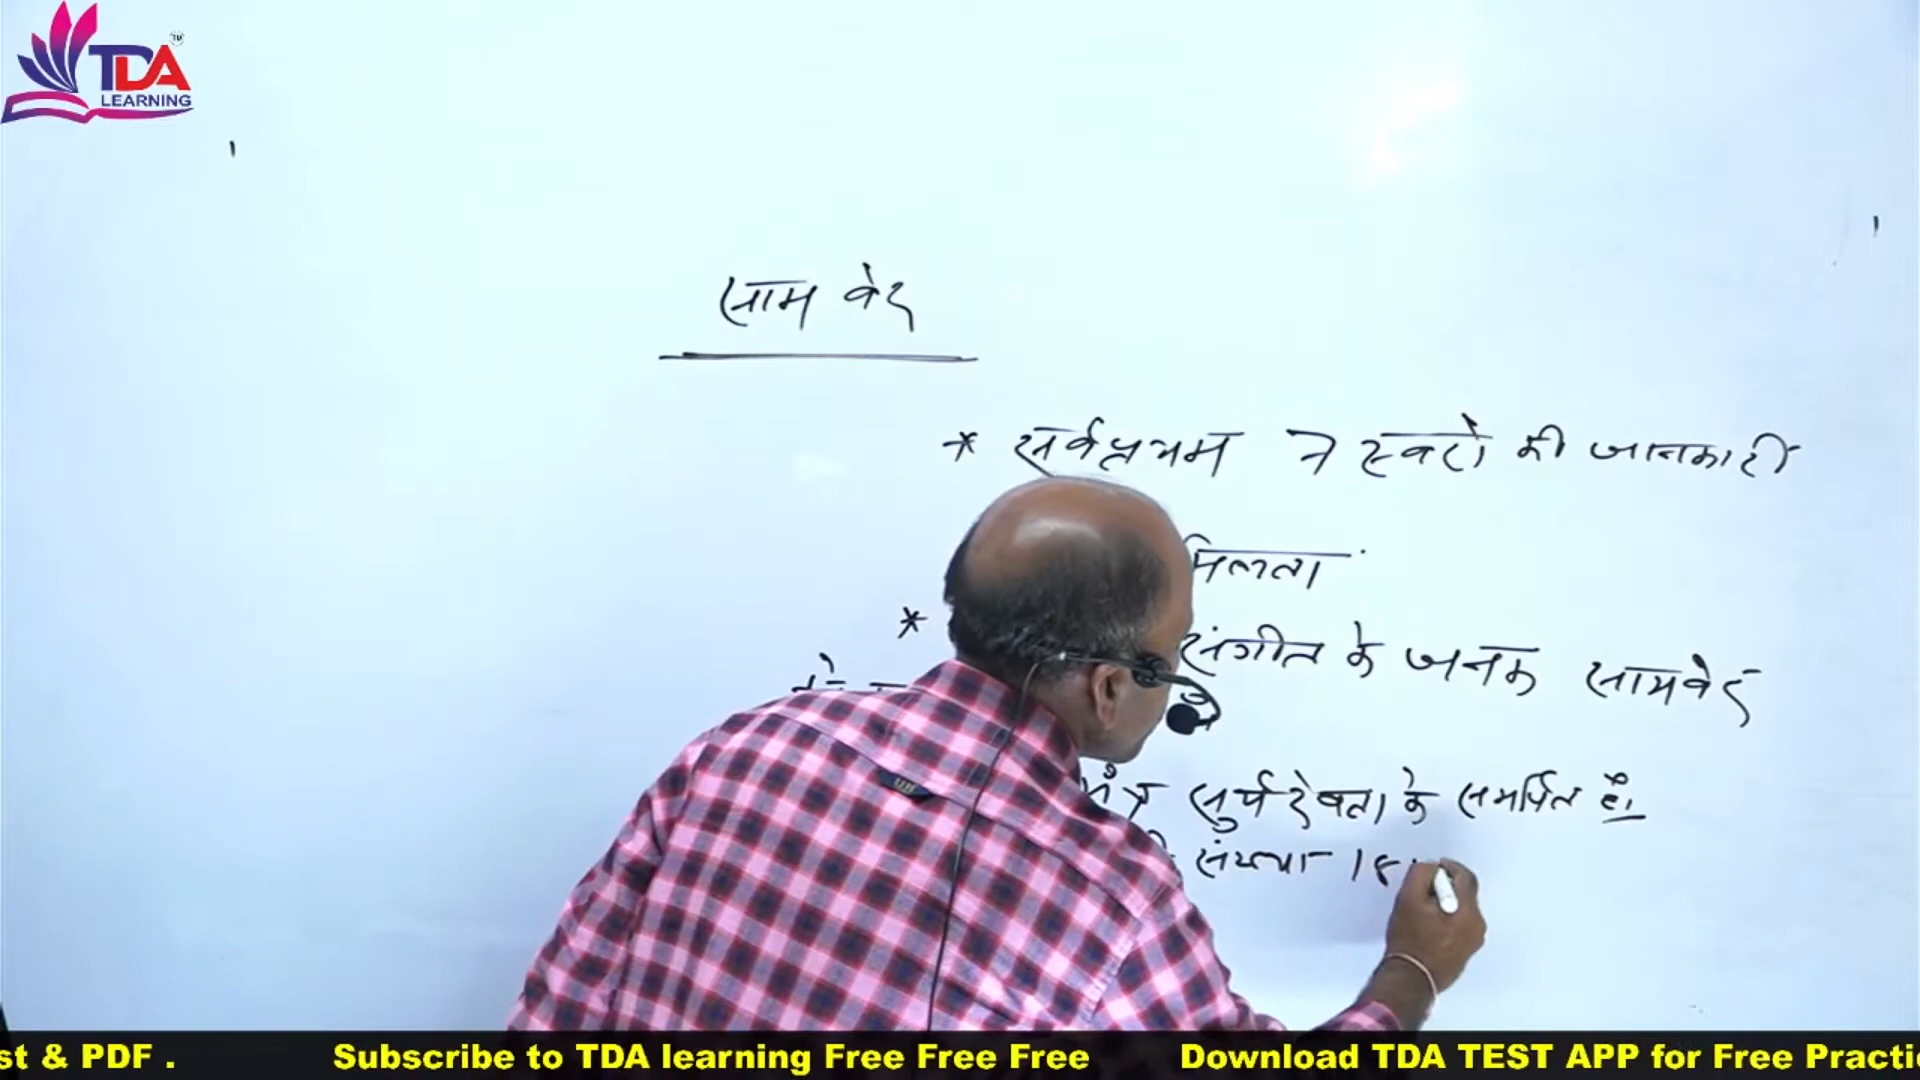 TDA
LEARNING
साम वेद
* सर्वप्रथम 7 स्वरो की जानकारी
मिलता
* संगीत के जनक सामवेद
सुर्य देवता के समर्पित है।
संख्या - 18
st & PDF . Subscribe to TDA learning Free Free Free Download TDA TEST APP for Free Practi